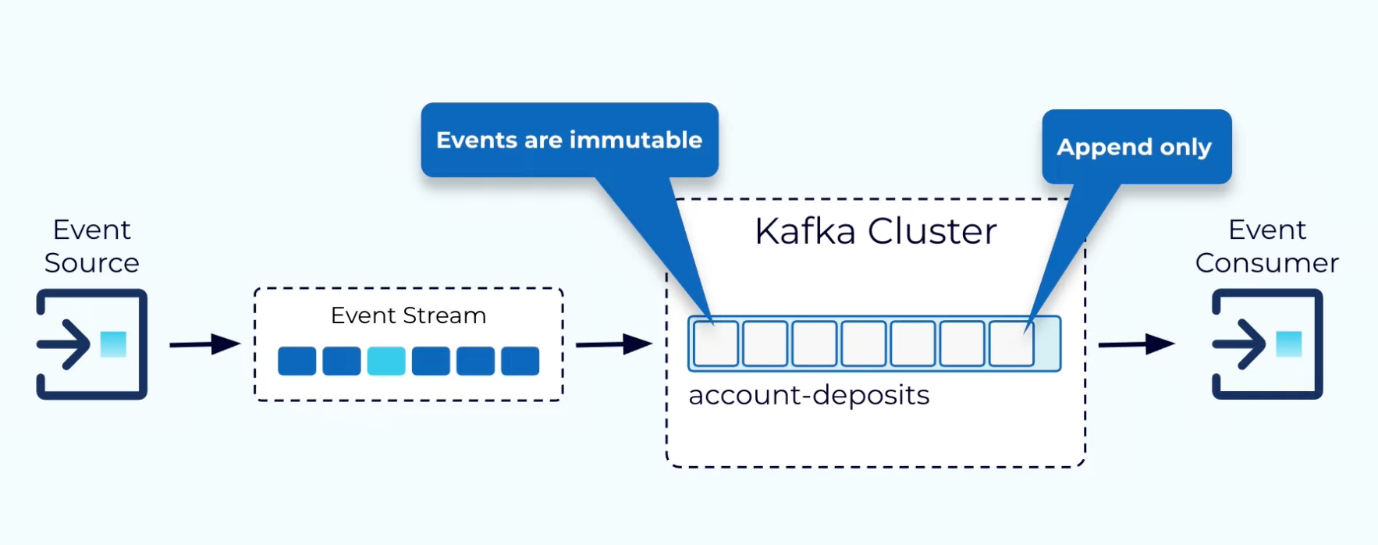 Events are immutable
Append only
Event
Source
Event Stream
Kafka Cluster
account-deposits
Event
Consumer